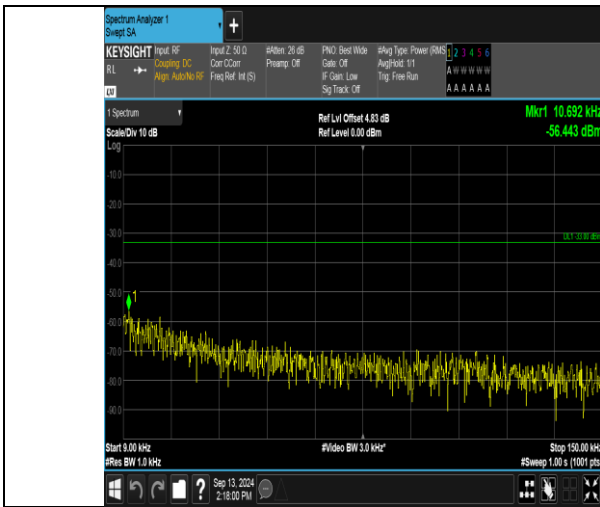 Spectrum Analyzer 1
Swept SA
KEYSIGHT Input: RF Input Z: 50 Ω #Atten: 26 dB PNO: Best Wide #Avg Type: Power (RMS 1 2 3 4 5 6
RL Coupling: DC Corr CCorr Preamp: Off Gate: Off Avg|Hold: 1/1 A W W W W W
Align: Auto/No RF Freq Ref: Int (S) IF Gain: Low Trig: Free Run
LXI Sig Track: Off A A A A A A
1 Spectrum Ref Lvl Offset 4.83 dB Mkr1 10.692 kHz
Scale/Div 10 dB Ref Level 0.00 dBm -56.443 dBm
Log
-10.0
-20.0
-30.0
DL1 -33.00 dBm
-40.0
-50.0
1
-60.0
-70.0
-80.0
-90.0
Start 9.00 kHz #Video BW 3.0 kHz* Stop 150.00 kHz
#Res BW 1.0 kHz #Sweep 1.00 s (1001 pts
Sep 13, 2024
2:18:00 PM